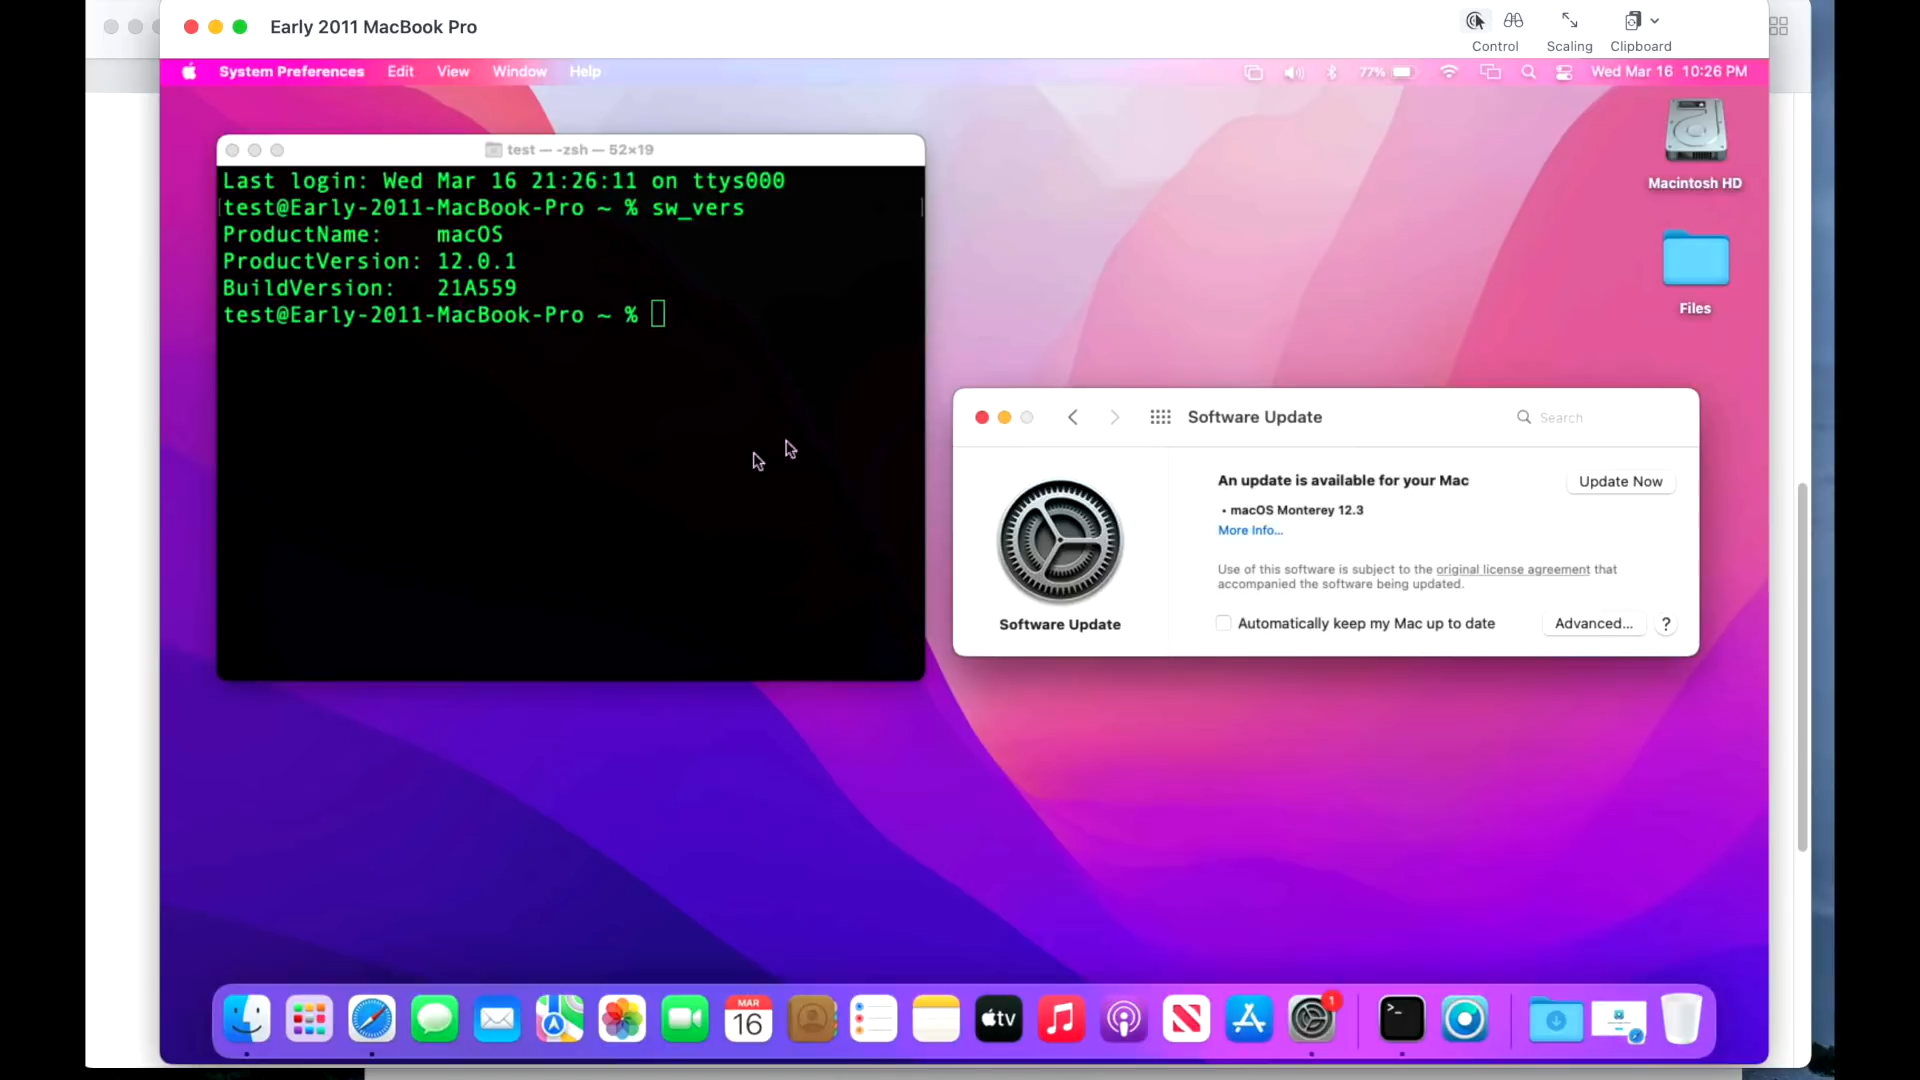 Early 2011 MacBook Pro
Control
Scaling
Clipboard
System Preferences Edit View Window Help
77% Wed Mar 16 10:26 PM
test — -zsh — 52×19
Last login: Wed Mar 16 21:26:11 on ttys000
test@Early-2011-MacBook-Pro ~ % sw_vers
ProductName: macOS
ProductVersion: 12.0.1
BuildVersion: 21A559
test@Early-2011-MacBook-Pro ~ %
Macintosh HD
Files
Software Update
Search
An update is available for your Mac
Update Now
• macOS Monterey 12.3
More Info...
Use of this software is subject to the original license agreement that
accompanied the software being updated.
Software Update
Automatically keep my Mac up to date
Advanced...
?
MAR
16
tv
1
>_